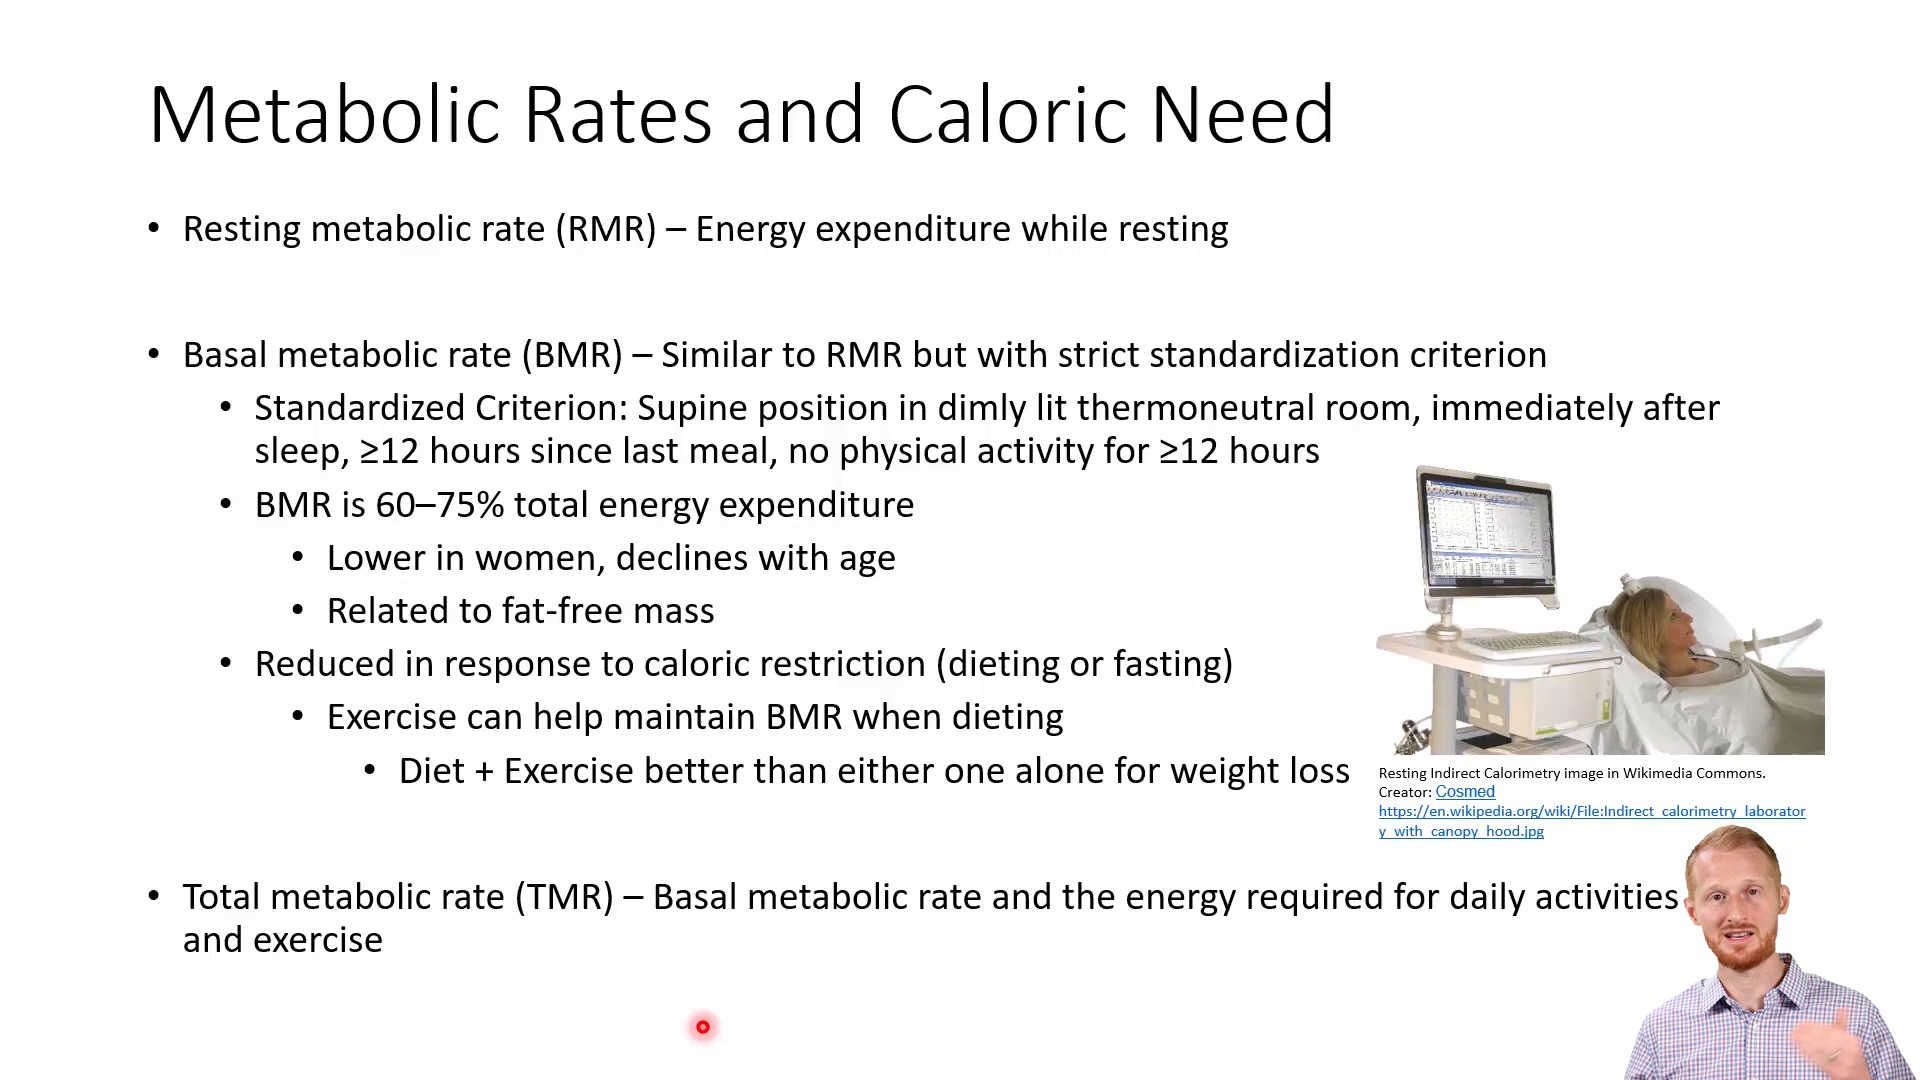 Metabolic Rates and Caloric Need
• Resting metabolic rate (RMR) – Energy expenditure while resting
• Basal metabolic rate (BMR) – Similar to RMR but with strict standardization criterion
• Standardized Criterion: Supine position in dimly lit thermoneutral room, immediately after
sleep, ≥12 hours since last meal, no physical activity for ≥12 hours
• BMR is 60–75% total energy expenditure
• Lower in women, declines with age
• Related to fat-free mass
• Reduced in response to caloric restriction (dieting or fasting)
• Exercise can help maintain BMR when dieting
• Diet + Exercise better than either one alone for weight loss
Resting Indirect Calorimetry image in Wikimedia Commons.
Creator: Cosmed
https://en.wikipedia.org/wiki/File:Indirect_calorimetry_laborator
y_with_canopy_hood.jpg
• Total metabolic rate (TMR) – Basal metabolic rate and the energy required for daily activities
and exercise